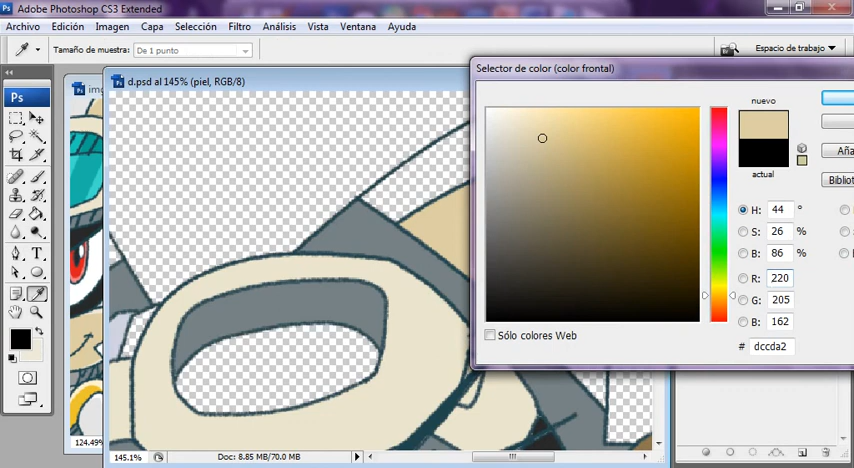 Ps Adobe Photoshop CS3 Extended
Archivo Edición Imagen Capa Selección Filtro Análisis Vista Ventana Ayuda
Tamaño de muestra: De 1 punto
Espacio de trabajo
Ps
img
124.49%
d.psd al 145% (piel, RGB/8)
T
145.1%
Doc: 8.85 MB/70.0 MB
Selector de color (color frontal)
nuevo
actual
Aña
Bibliot
H: 44 °
S: 26 %
B: 86 %
R: 220
G: 205
B: 162
# dccda2
Sólo colores Web